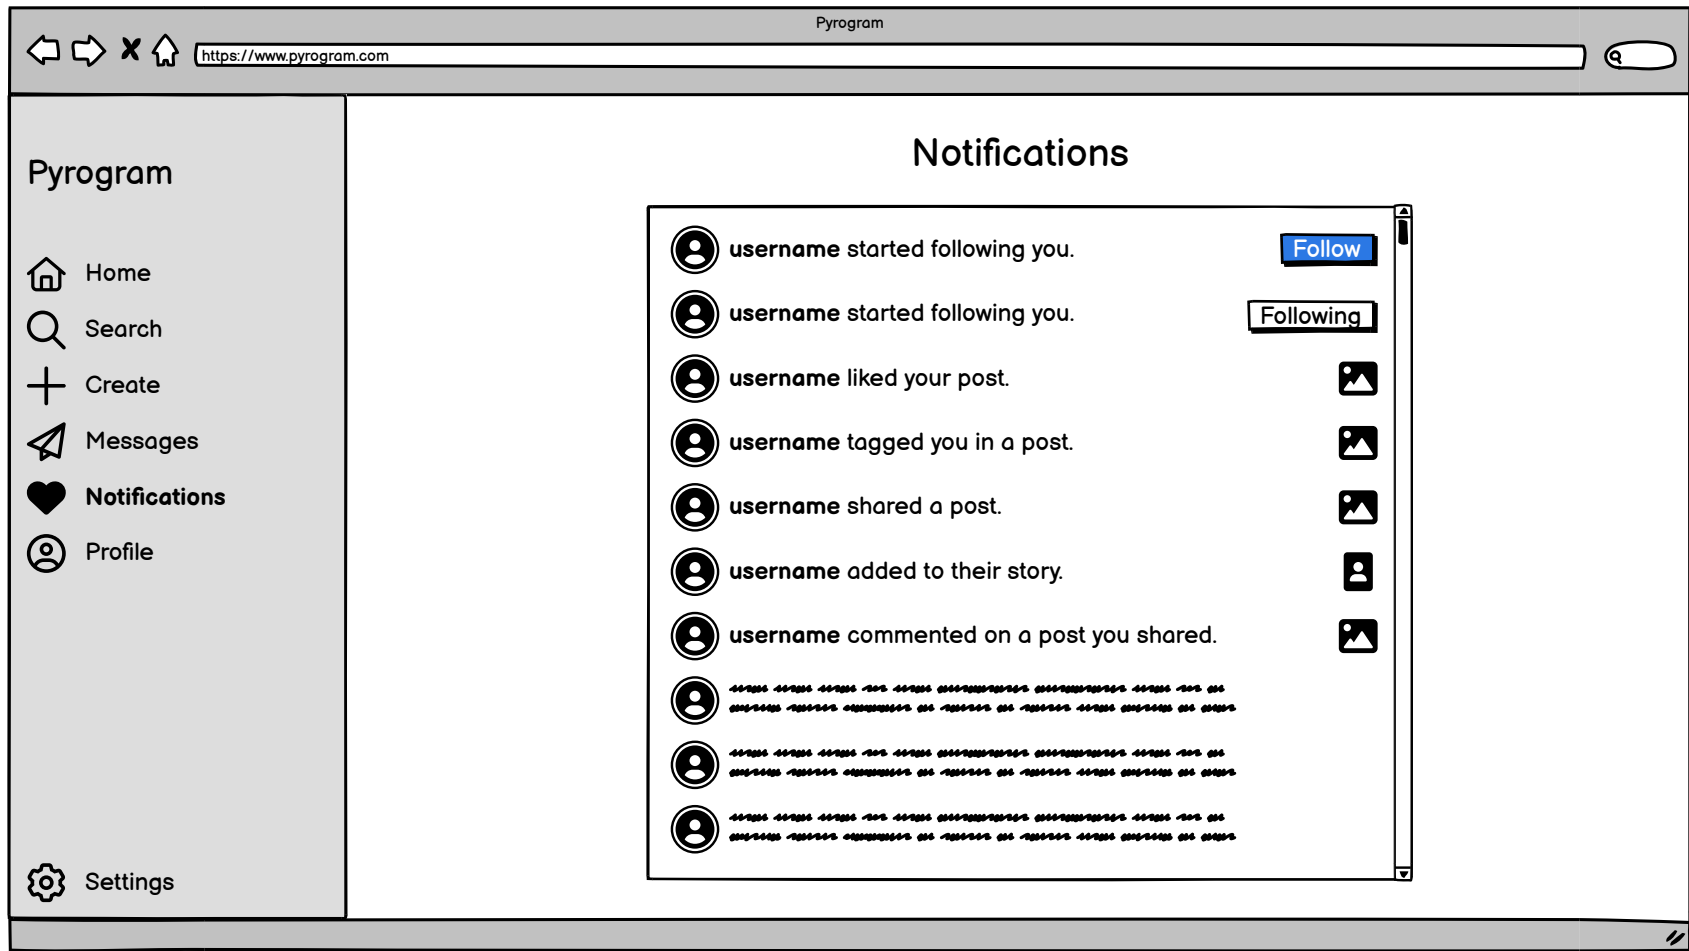 Pyrogram
https://www.pyrogram.com
Pyrogram
Home
Search
Create
Messages
Notifications
Profile
Settings
Notifications
username started following you.
Follow
username started following you.
Following
username liked your post.
username tagged you in a post.
username shared a post.
username added to their story.
username commented on a post you shared.